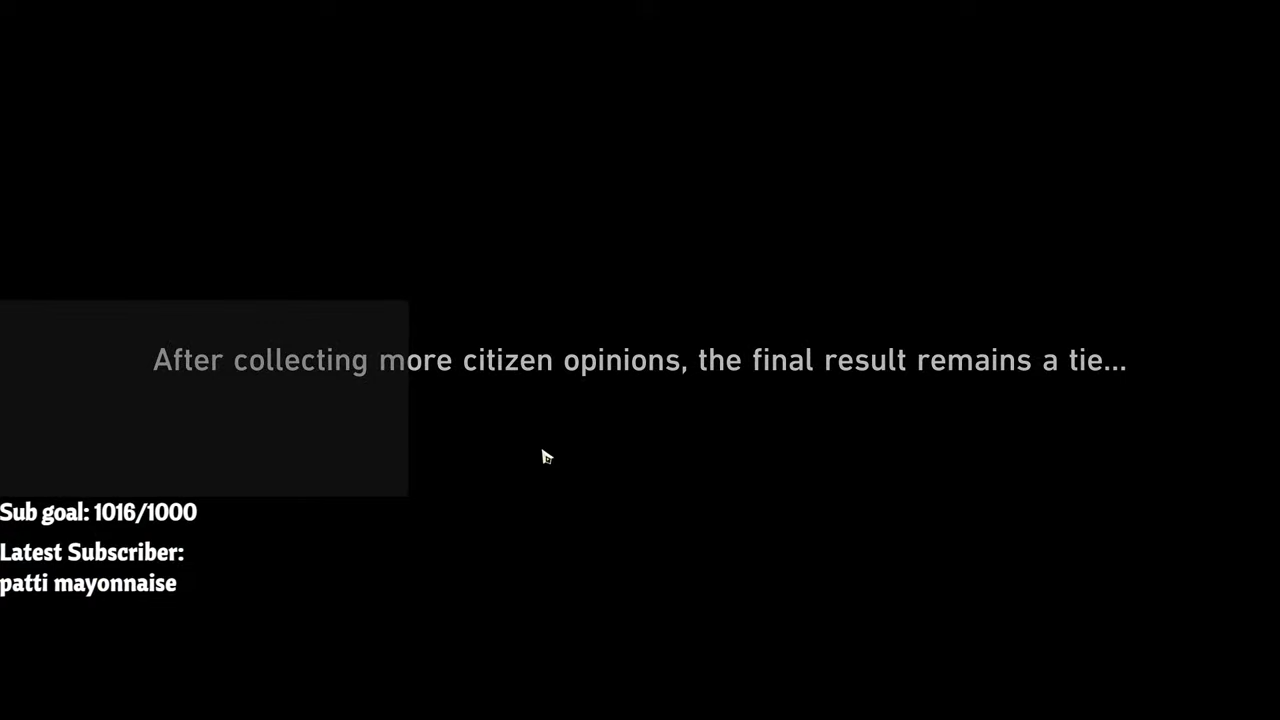 After collecting more citizen opinions, the final result remains a tie...
Sub goal: 1016/1000
Latest Subscriber:
patti mayonnaise